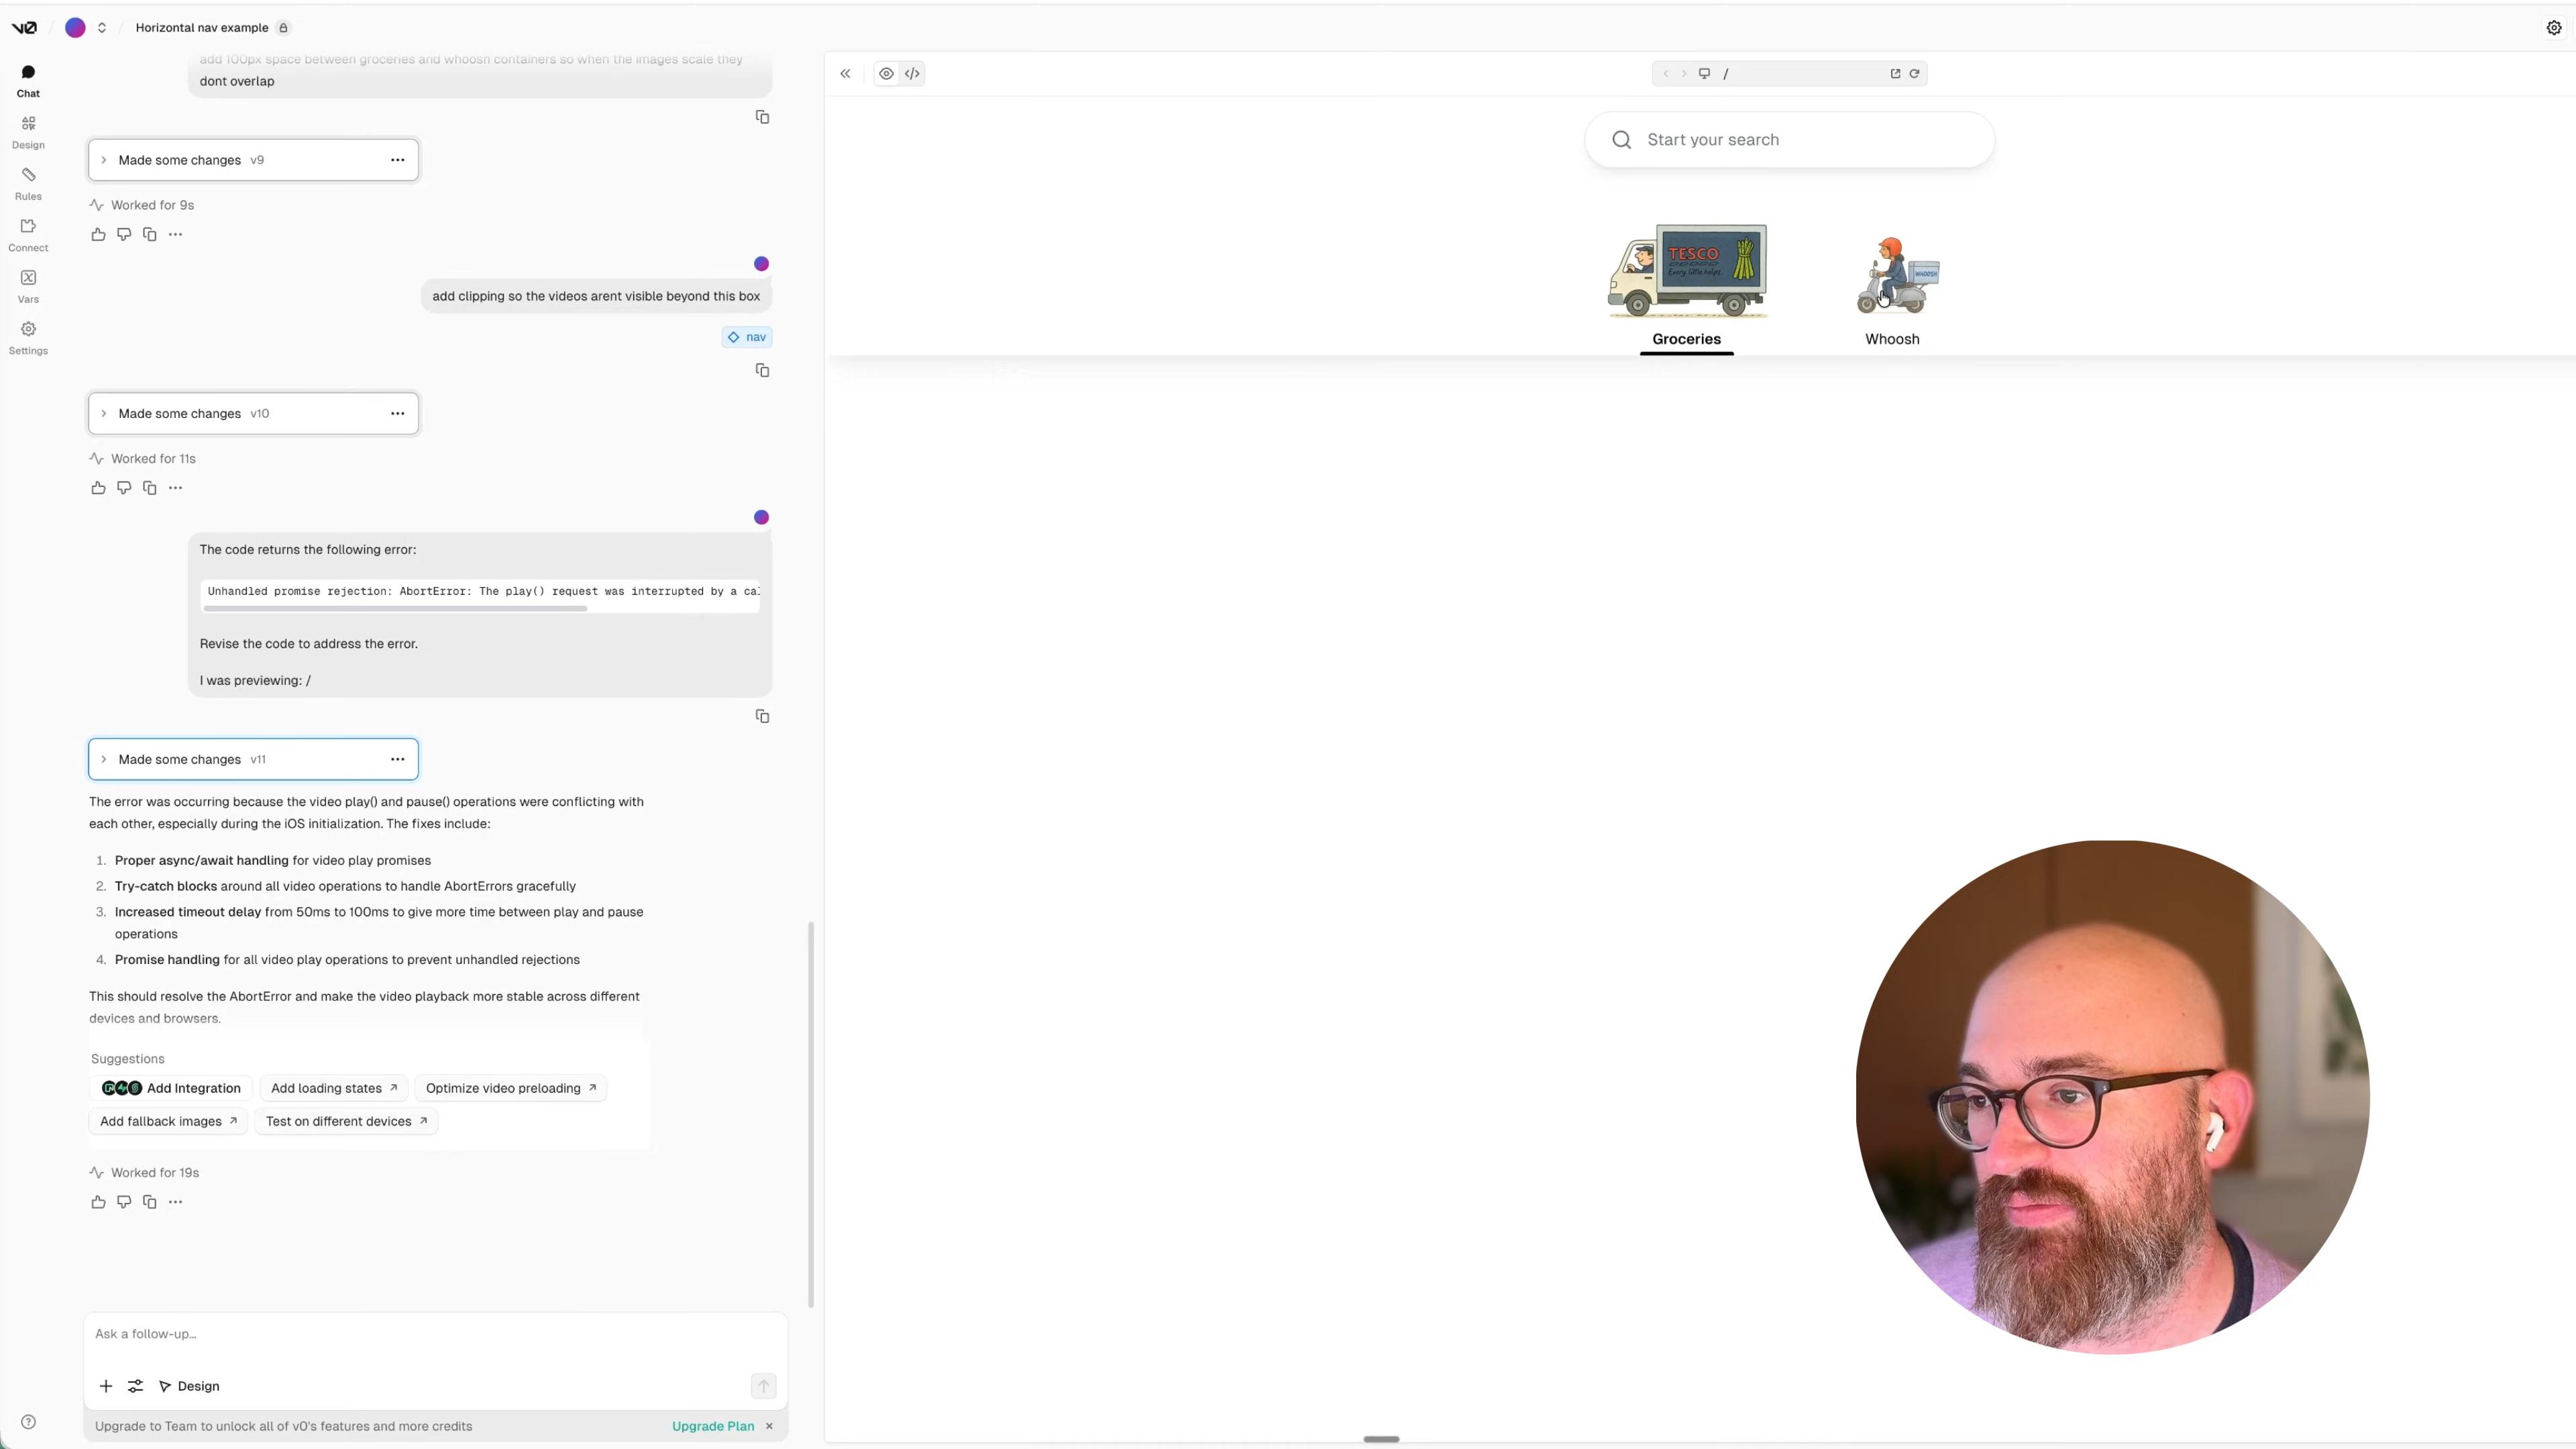 v0
Horizontal nav example
Chat
Design
Rules
Connect
Vars
Settings
add 100px space between groceries and whoosh containers so when the images scale they
dont overlap
Made some changes v9
Worked for 9s
add clipping so the videos arent visible beyond this box
nav
Made some changes v10
Worked for 11s
The code returns the following error:
Unhandled promise rejection: AbortError: The play() request was interrupted by a cal
Revise the code to address the error.
I was previewing: /
Made some changes v11
The error was occurring because the video play() and pause() operations were conflicting with
each other, especially during the iOS initialization. The fixes include:
1. Proper async/await handling for video play promises
2. Try-catch blocks around all video operations to handle AbortErrors gracefully
3. Increased timeout delay from 50ms to 100ms to give more time between play and pause
operations
4. Promise handling for all video play operations to prevent unhandled rejections
This should resolve the AbortError and make the video playback more stable across different
devices and browsers.
Suggestions
Add Integration
Add loading states
Optimize video preloading
Add fallback images
Test on different devices
Worked for 19s
Ask a follow-up...
Design
Upgrade to Team to unlock all of v0's features and more credits
Upgrade Plan
/
Start your search
TESCO
Every little helps
WHOOSH
Groceries
Whoosh